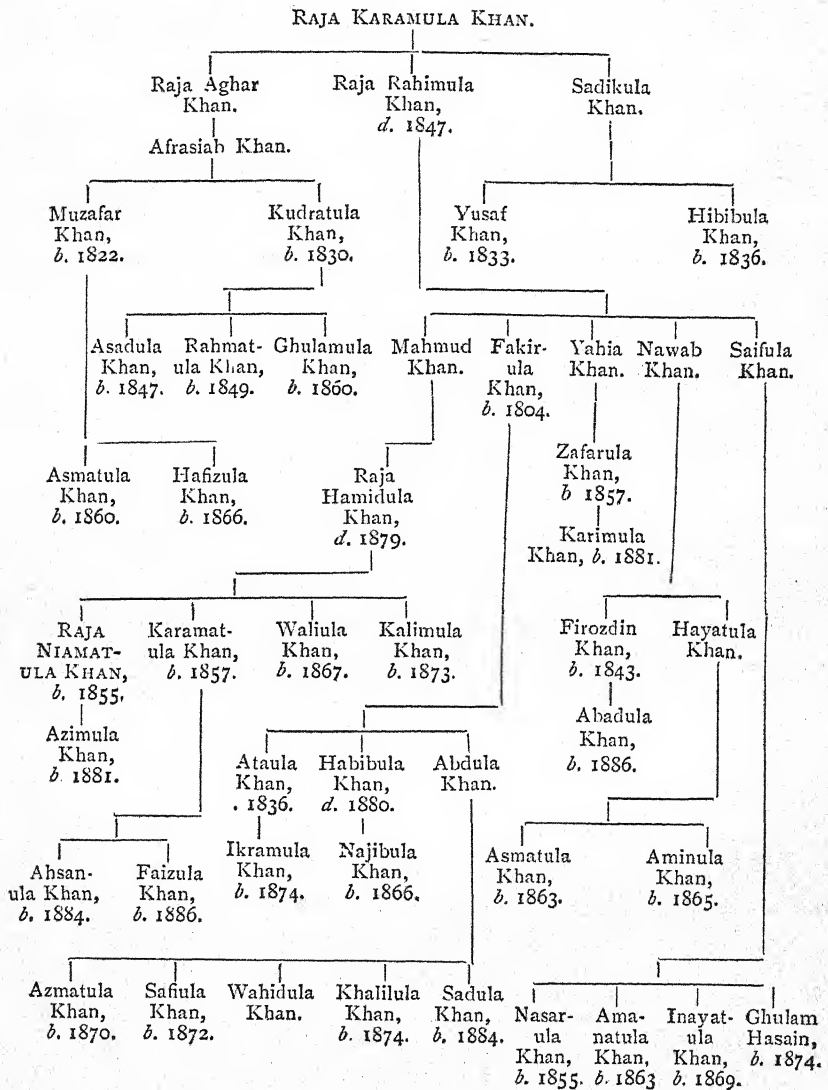 RAJA KARAMULA KHAN.
Raja Aghar Khan.
Raja Rahimula Khan, d. 1847.
Sadikula Khan.
Afrasiab Khan.
Muzafar Khan, b. 1822.
Kudratula Khan, b. 1830.
Yusaf Khan, b. 1833.
Hibibula Khan, b. 1836.
Asadula Khan, b. 1847.
Rahmat-ula Khan, b. 1849.
Ghulamula Khan, b. 1860.
Mahmud Khan.
Fakir-ula Khan, b. 1804.
Yahia Khan.
Nawab Khan.
Saifula Khan.
Asmatula Khan, b. 1860.
Hafizula Khan, b. 1866.
Raja Hamidula Khan, d. 1879.
Zafarula Khan, b 1857.
Karimula Khan, b. 1881.
RAJA NIAMAT-ULA KHAN, b. 1855.
Karamat-ula Khan, b. 1857.
Waliula Khan, b. 1867.
Kalimula Khan, b. 1873.
Firozdin Khan, b. 1843.
Hayatula Khan.
Azimula Khan, b. 1881.
Abadula Khan, b. 1886.
Ataula Khan, . 1836.
Habibula Khan, d. 1880.
Abdula Khan.
Ahsan-ula Khan, b. 1884.
Faizula Khan, b. 1886.
Ikramula Khan, b. 1874.
Najibula Khan, b. 1866.
Asmatula Khan, b. 1863.
Aminula Khan, b. 1865.
Azmatula Khan, b. 1870.
Safiula Khan, b. 1872.
Wahidula Khan.
Khalilula Khan, b. 1874.
Sadula Khan, b. 1884.
Nasar-ula Khan, b. 1855.
Ama-natula Khan, b. 1863
Inayat-ula Khan, b. 1869.
Ghulam Hasain, b. 1874.